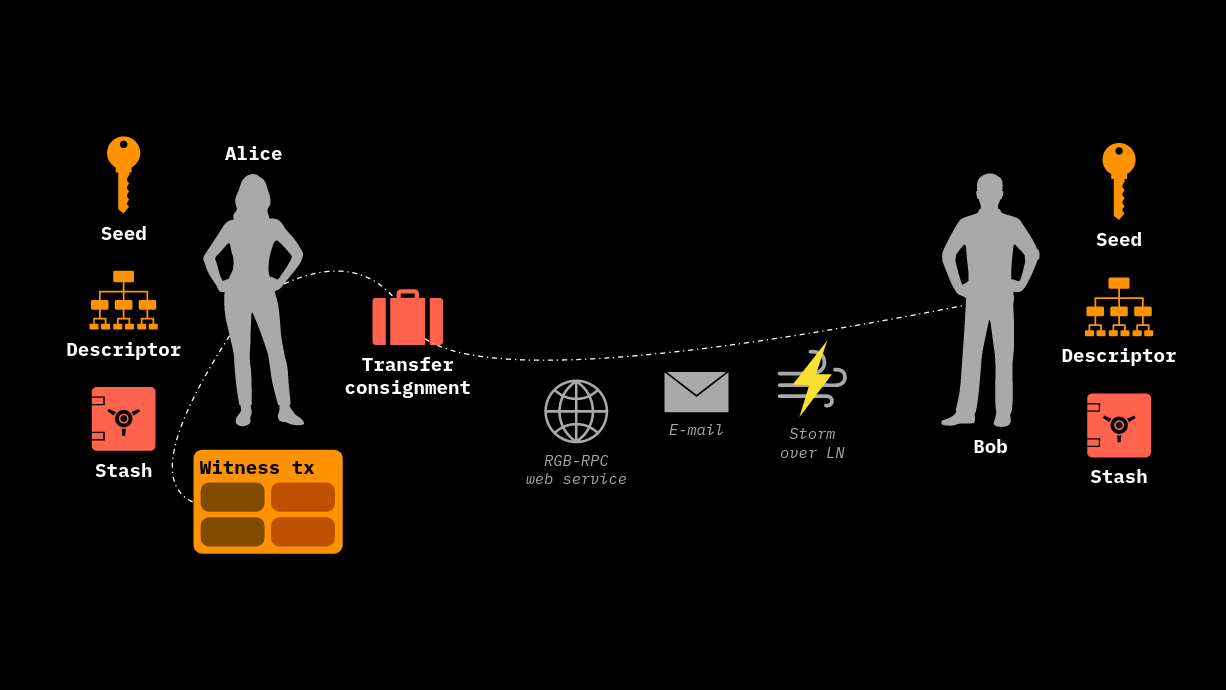 Alice
Seed
Descriptor
Stash
Witness tx
Transfer
consignment
RGB-RPC
web service
E-mail
Storm
over LN
Bob
Seed
Descriptor
Stash